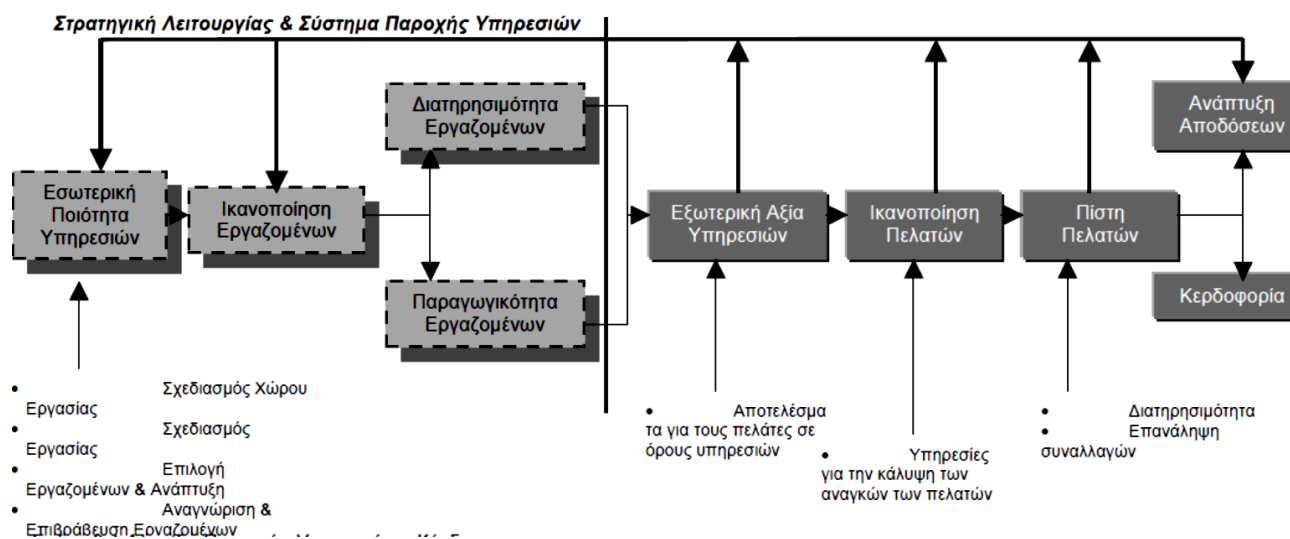 Στρατηγική Λειτουργίας & Σύστημα Παροχής Υπηρεσιών
Διατηρησιμότητα
Εργαζομένων
Ανάπτυξη
Αποδόσεων
Εσωτερική
Ποιότητα
Υπηρεσιών
Ικανοποίηση
Εργαζομένων
Εξωτερική Αξία
Υπηρεσιών
Ικανοποίηση
Πελατών
Πίστη
Πελατών
Παραγωγικότητα
Εργαζομένων
Κερδοφορία
• Σχεδιασμός Χώρου
Εργασίας
• Σχεδιασμός
Εργασίας
• Επιλογή
Εργαζομένων & Ανάπτυξη
• Αναγνώριση &
Επιβράβευση Εργαζομένων
• Αποτελέσμα
τα για τους πελάτες σε
όρους υπηρεσιών
• Υπηρεσίες
για την κάλυψη των
αναγκών των πελατών
• Διατηρησιμότητα
• Επανάληψη
συναλλαγών